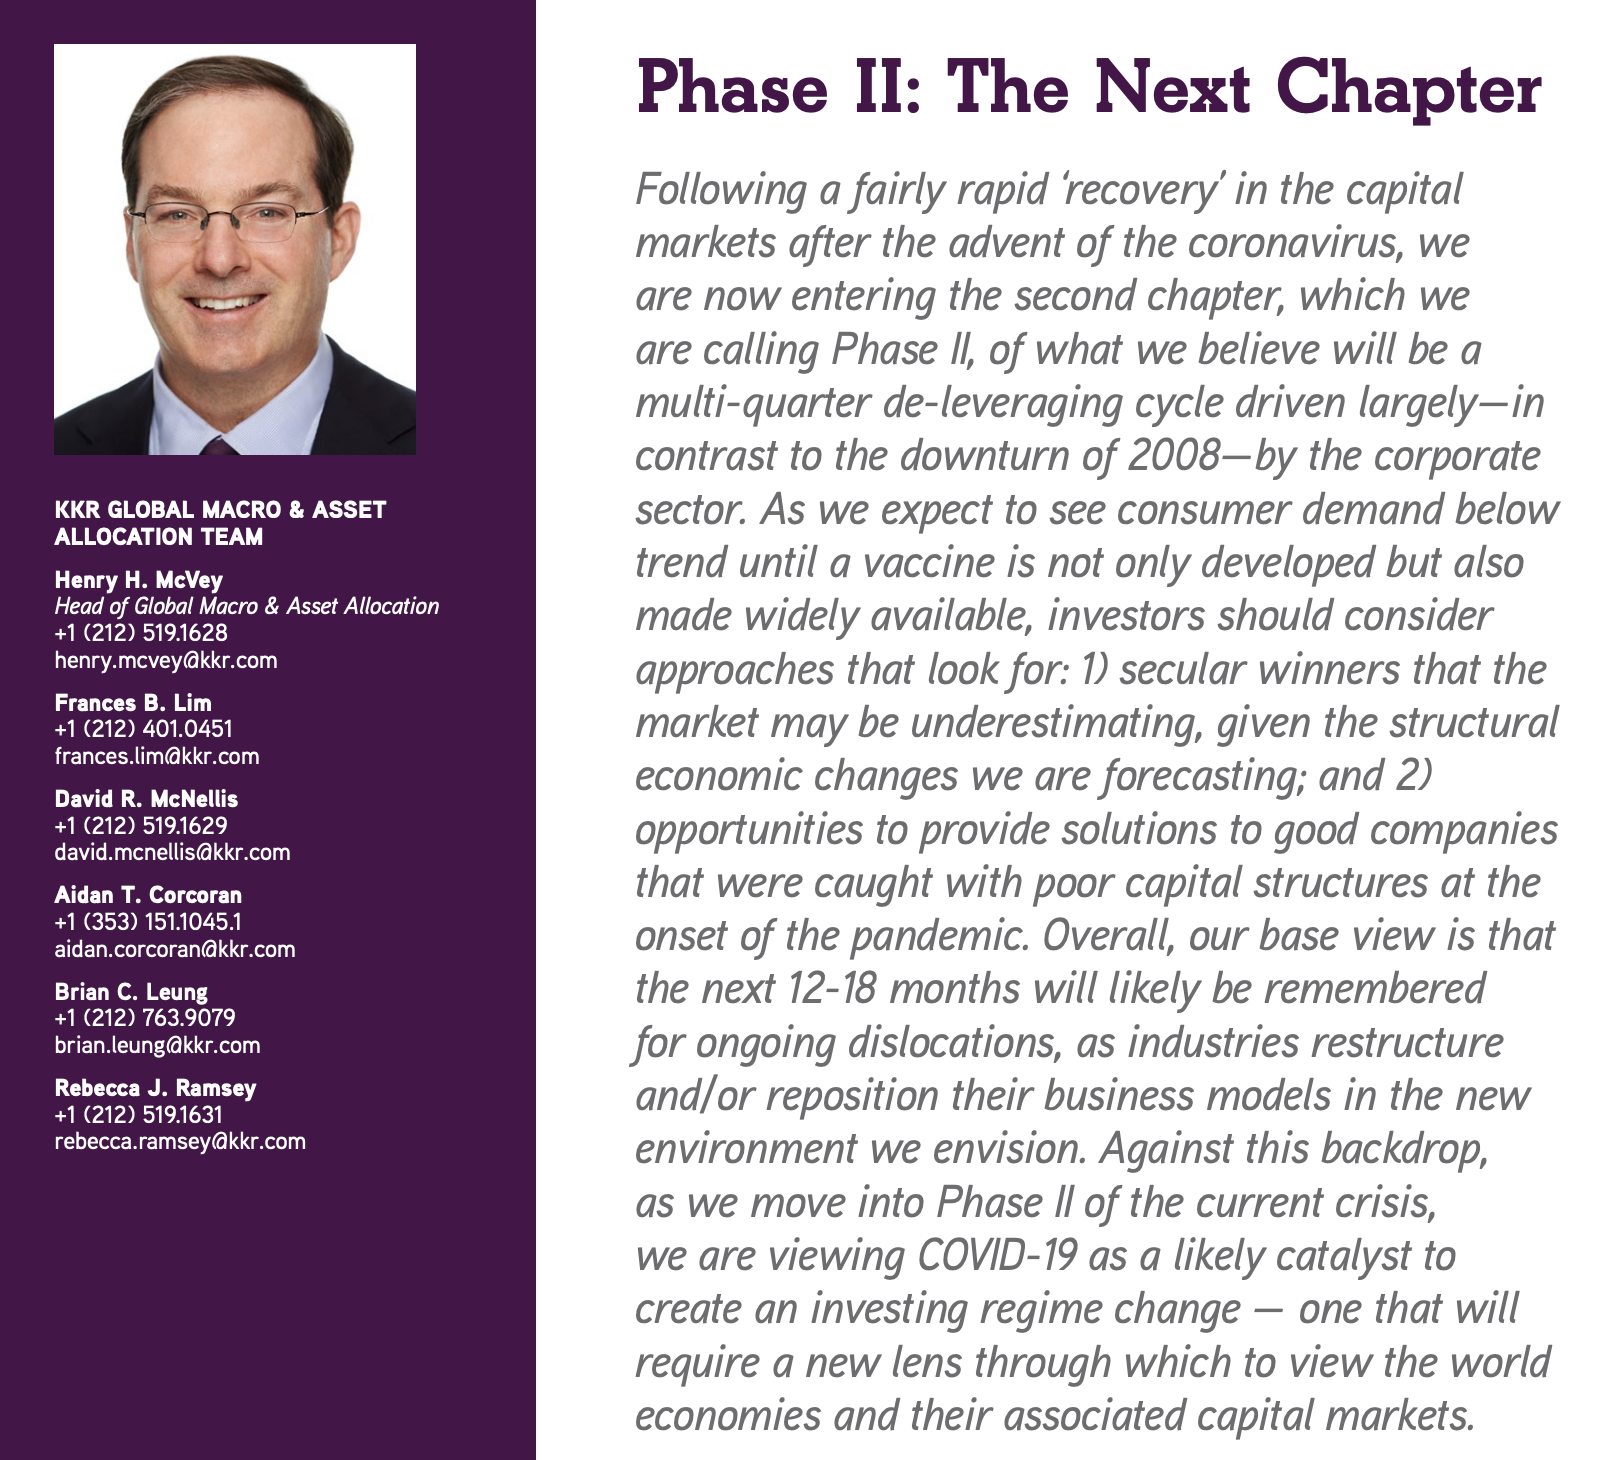 KKR GLOBAL MACRO & ASSET
ALLOCATION TEAM
Henry H. McVey
Head of Global Macro & Asset Allocation
+1 (212) 519.1628
henry.mcvey@kkr.com
Frances B. Lim
+1 (212) 401.0451
frances.lim@kkr.com
David R. McNellis
+1 (212) 519.1629
david.mcnellis@kkr.com
Aidan T. Corcoran
+1 (353) 151.1045.1
aidan.corcoran@kkr.com
Brian C. Leung
+1 (212) 763.9079
brian.leung@kkr.com
Rebecca J. Ramsey
+1 (212) 519.1631
rebecca.ramsey@kkr.com
Phase II: The Next Chapter
Following a fairly rapid ‘recovery’ in the capital
markets after the advent of the coronavirus, we
are now entering the second chapter, which we
are calling Phase II, of what we believe will be a
multi-quarter de-leveraging cycle driven largely—in
contrast to the downturn of 2008—by the corporate
sector. As we expect to see consumer demand below
trend until a vaccine is not only developed but also
made widely available, investors should consider
approaches that look for: 1) secular winners that the
market may be underestimating, given the structural
economic changes we are forecasting; and 2)
opportunities to provide solutions to good companies
that were caught with poor capital structures at the
onset of the pandemic. Overall, our base view is that
the next 12-18 months will likely be remembered
for ongoing dislocations, as industries restructure
and/or reposition their business models in the new
environment we envision. Against this backdrop,
as we move into Phase II of the current crisis,
we are viewing COVID-19 as a likely catalyst to
create an investing regime change — one that will
require a new lens through which to view the world
economies and their associated capital markets.